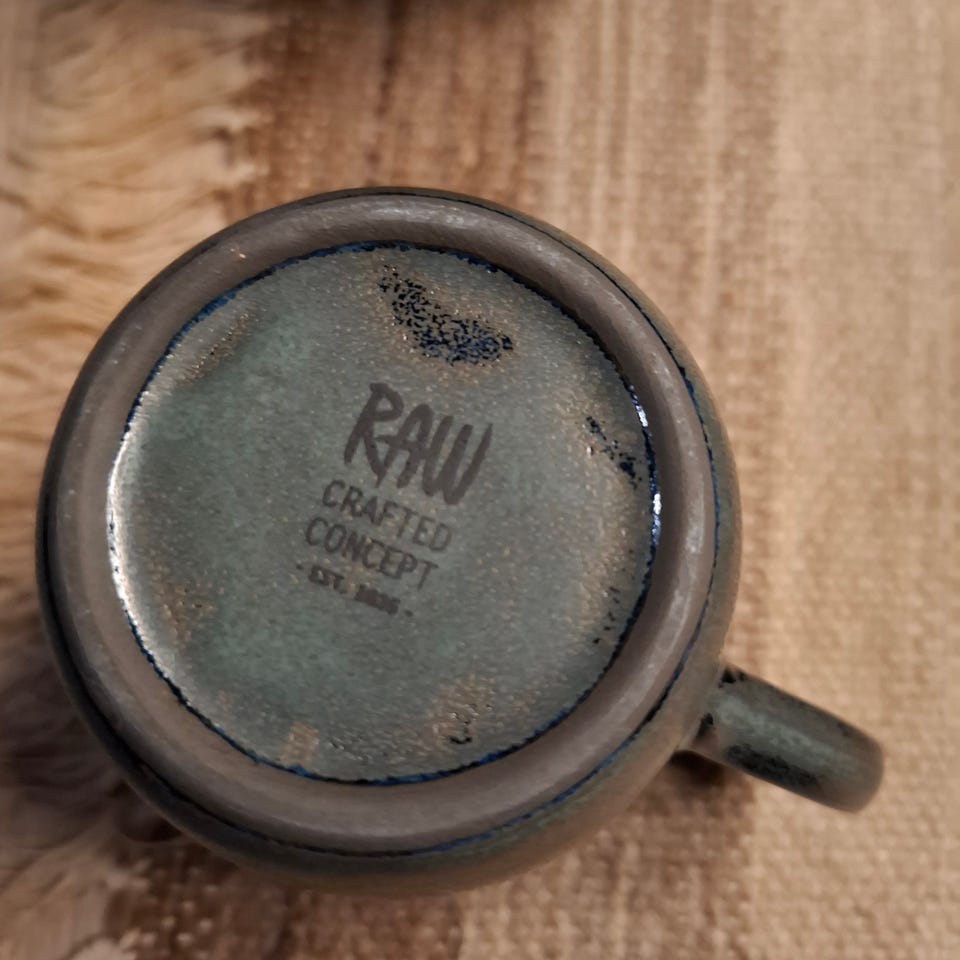 RAW
CRAFTED
CONCEPT
- EST. -